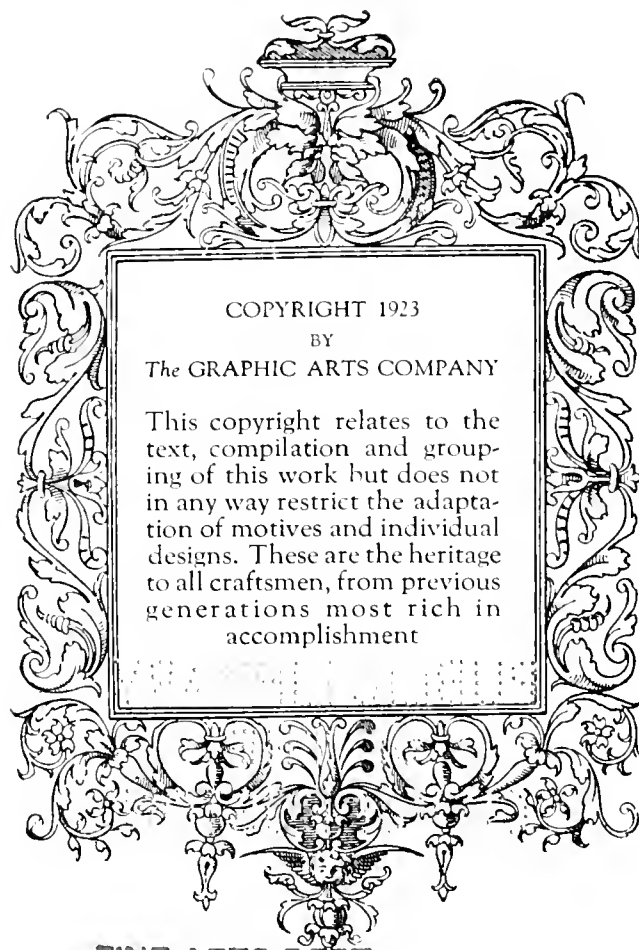 COPYRIGHT 1923
BY
The GRAPHIC ARTS COMPANY
This copyright relates to the
text, compilation and group-
ing of this work but does not
in any way restrict the adapta-
tion of motives and individual
designs. These are the heritage
to all craftsmen, from previous
generations most rich in
accomplishment